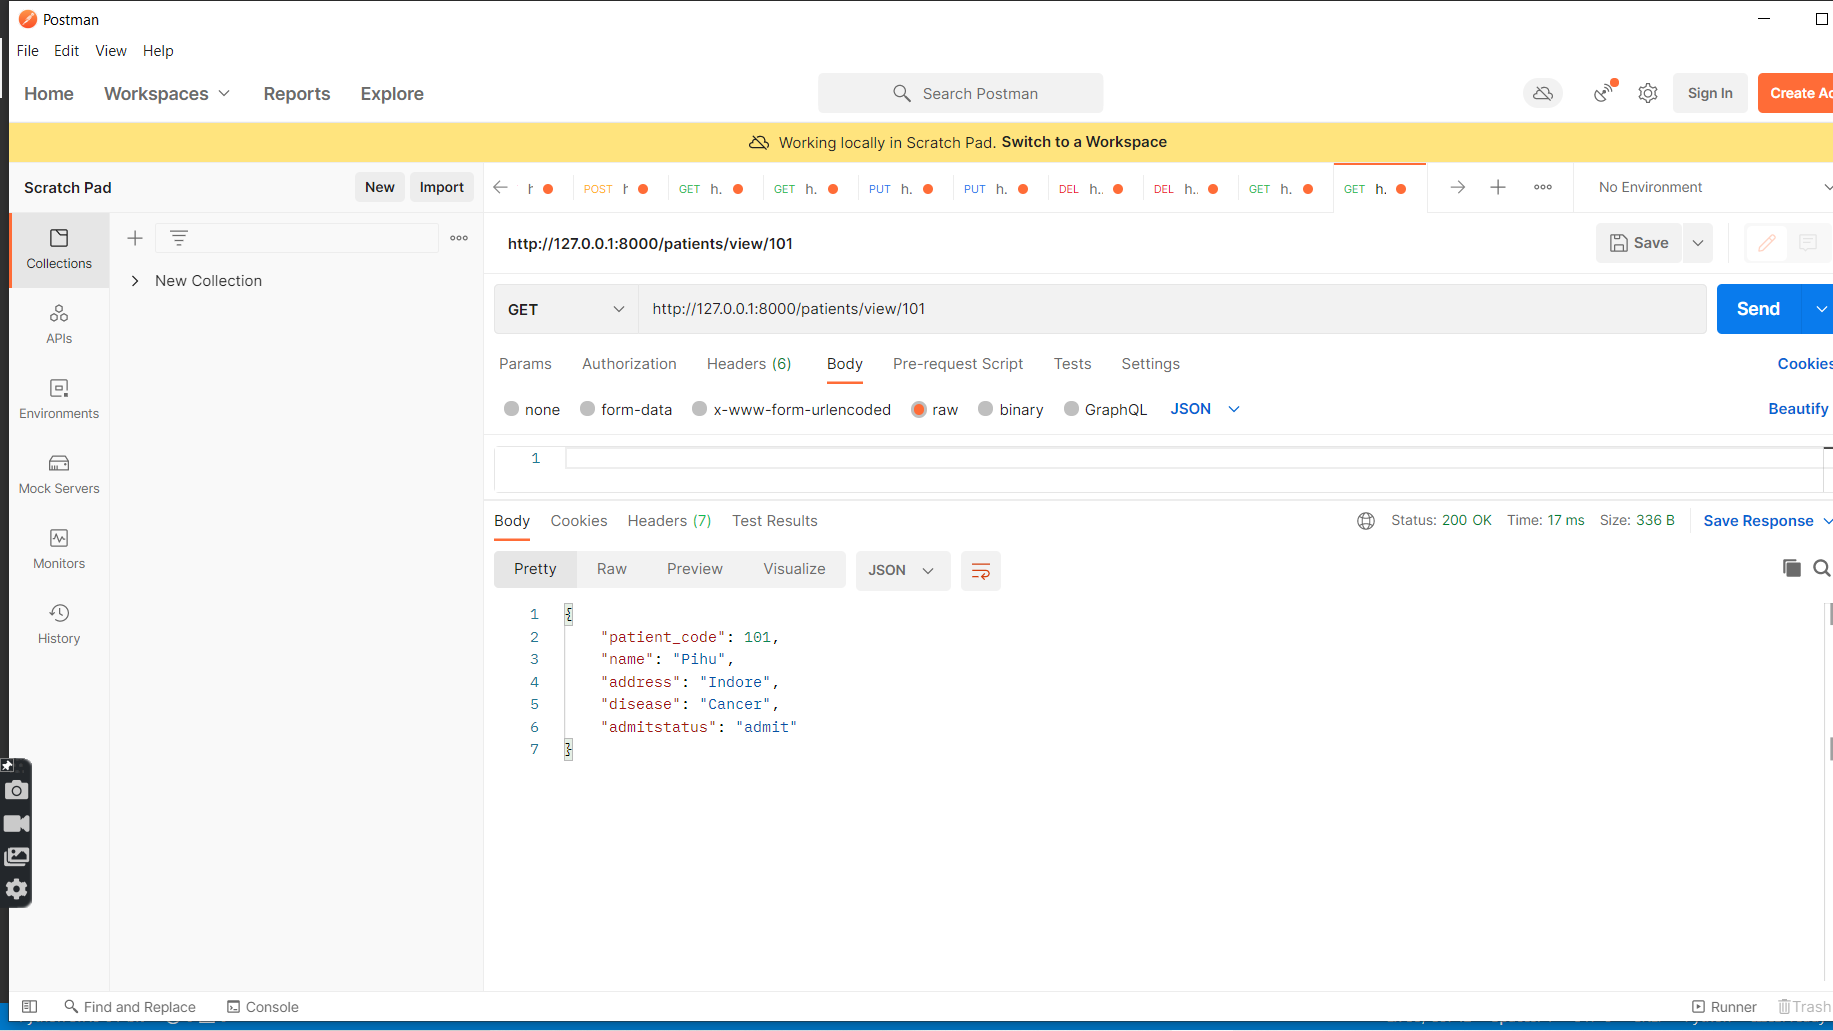 Postman
File Edit View Help
Home Workspaces Reports Explore
Search Postman
Sign In
Working locally in Scratch Pad. Switch to a Workspace
Scratch Pad New Import
POST h
GET h.
GET h.
PUT h.
PUT h.
DEL h..
DEL h..
GET h.
GET h.
No Environment
Collections
APIs
Environments
Mock Servers
Monitors
History
New Collection
http://127.0.0.1:8000/patients/view/101
Save
GET http://127.0.0.1:8000/patients/view/101 Send
Params Authorization Headers (6) Body Pre-request Script Tests Settings Cookies
none form-data x-www-form-urlencoded raw binary GraphQL JSON Beautify
1
Body Cookies Headers (7) Test Results Status: 200 OK Time: 17 ms Size: 336 B Save Response
Pretty Raw Preview Visualize JSON
1 {
2 "patient_code": 101,
3 "name": "Pihu",
4 "address": "Indore",
5 "disease": "Cancer",
6 "admitstatus": "admit"
7 }
Find and Replace Console Runner Trash